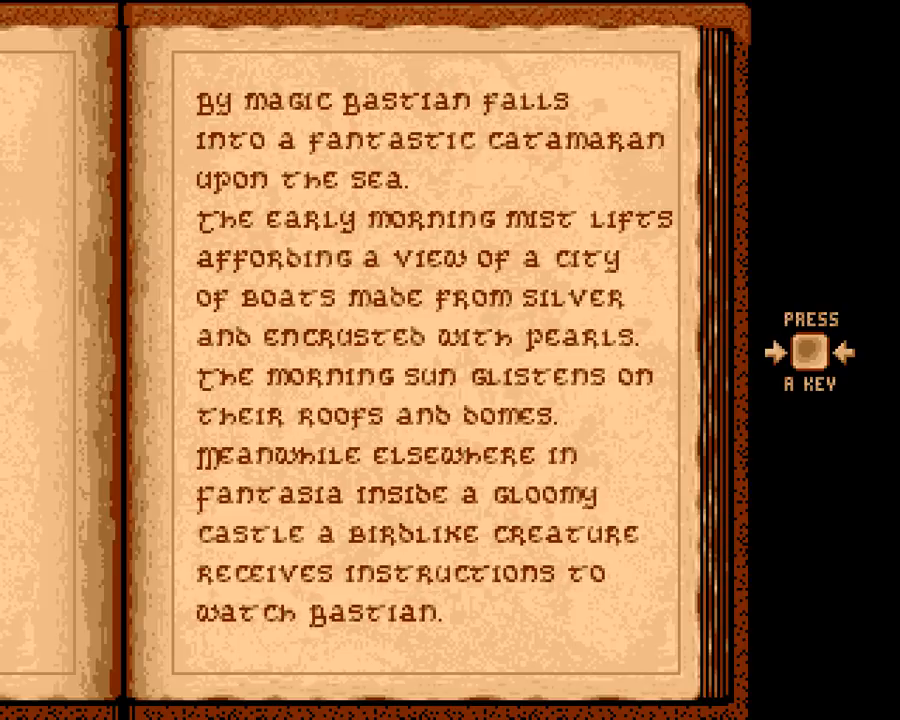 By magic Bastian falls
into a fantastic catamaran
upon the sea.
The early morning mist lifts
affording a view of a city
of boats made from silver
and encrusted with pearls.
The morning sun glistens on
their roofs and domes.
Meanwhile elsewhere in
Fantasia inside a gloomy
castle a birdlike creature
receives instructions to
watch Bastian.
PRESS
A KEY